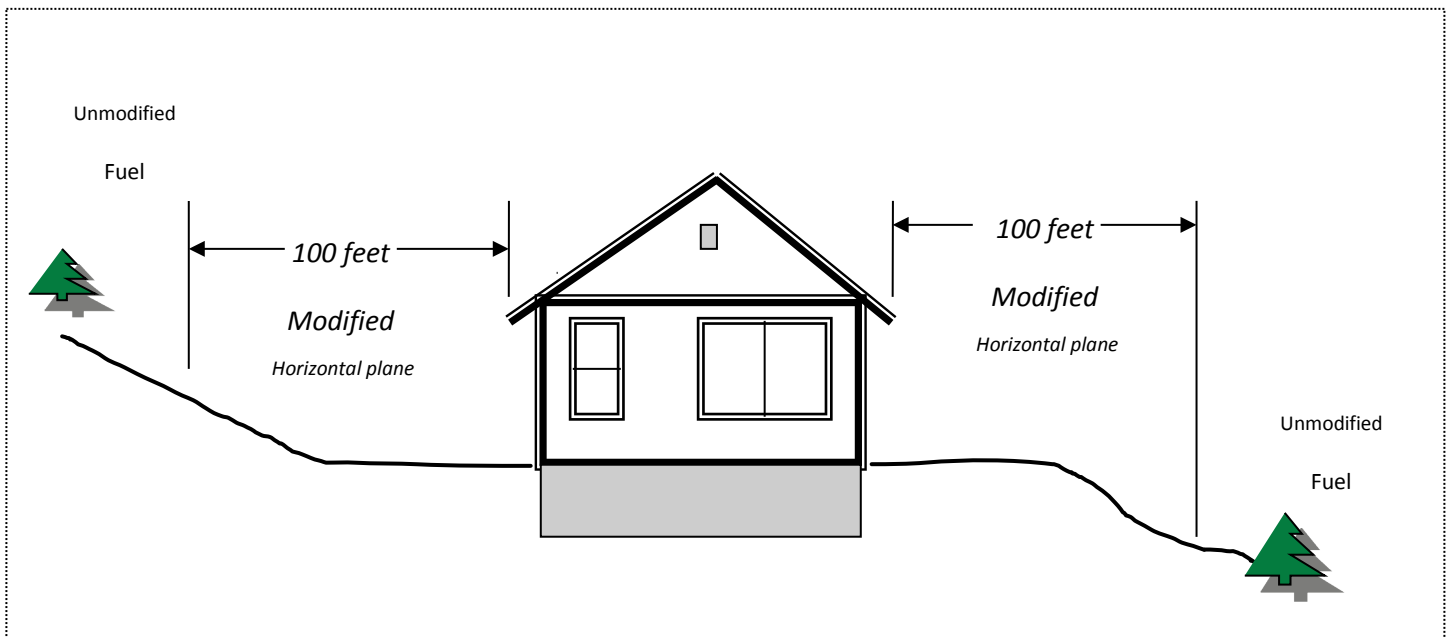 Unmodified
Fuel
100 feet
Modified
Horizontal plane
100 feet
Modified
Horizontal plane
Unmodified
Fuel